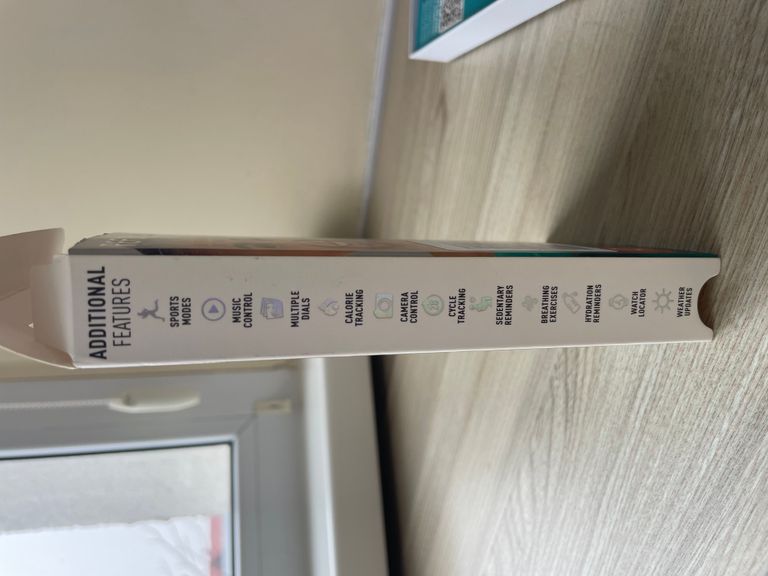 ADDITIONAL
FEATURES
SPORTS
MODES
MUSIC
CONTROL
MULTIPLE
DIALS
CALORIE
TRACKING
CAMERA
CONTROL
28
CYCLE
TRACKING
SEDENTARY
REMINDERS
BREATHING
EXERCISES
HYDRATION
REMINDERS
WATCH
LOCATOR
WEATHER
UPDATES